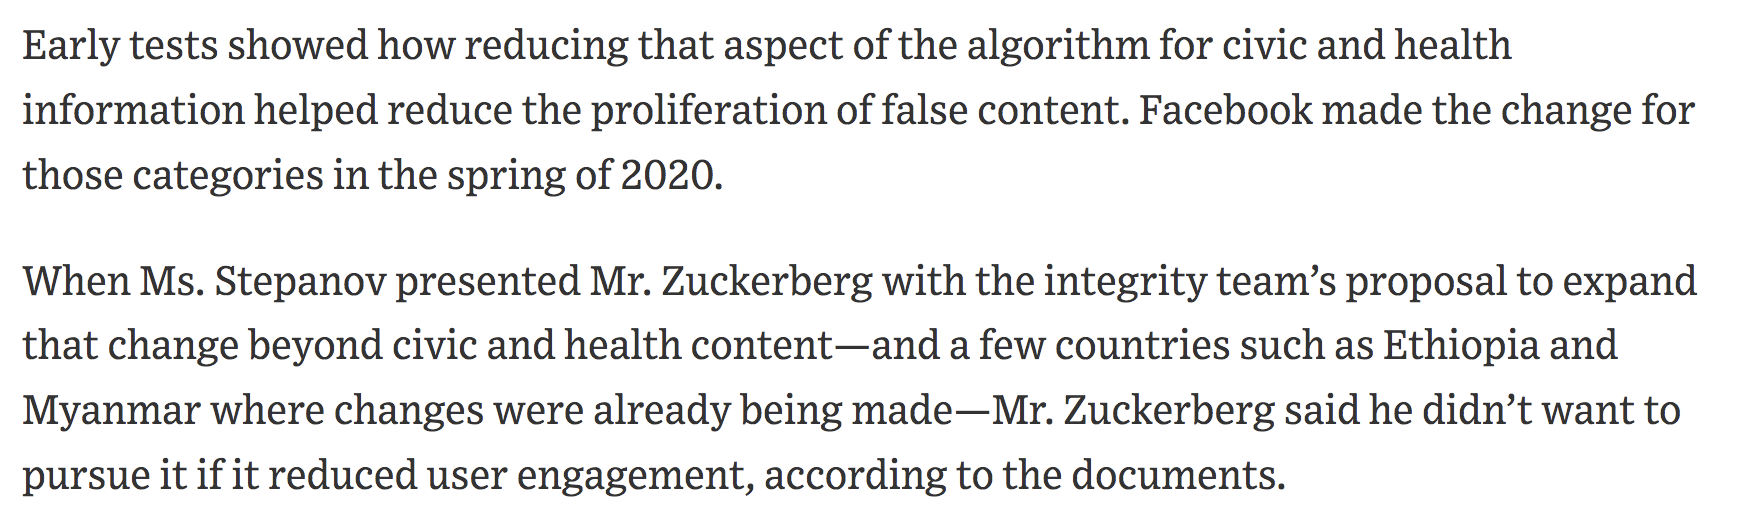 Early tests showed how reducing that aspect of the algorithm for civic and health
information helped reduce the proliferation of false content. Facebook made the change for
those categories in the spring of 2020.
When Ms. Stepanov presented Mr. Zuckerberg with the integrity team’s proposal to expand
that change beyond civic and health content—and a few countries such as Ethiopia and
Myanmar where changes were already being made—Mr. Zuckerberg said he didn’t want to
pursue it if it reduced user engagement, according to the documents.